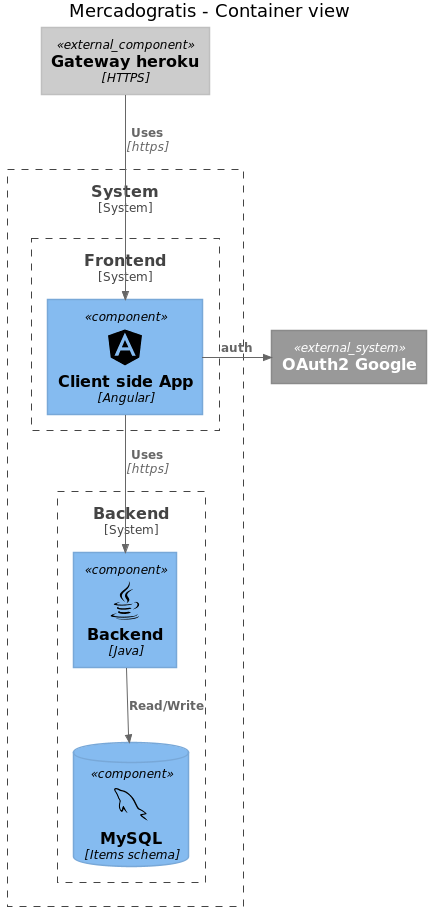 Mercadogratis - Container view
«external_component»
Gateway heroku
[HTTPS]
Uses
[https]
System
[System]
Frontend
[System]
«component»
Client side App
[Angular]
auth
«external_system»
OAuth2 Google
Uses
[https]
Backend
[System]
«component»
Backend
[Java]
Read/Write
«component»
MySQL
[Items schema]